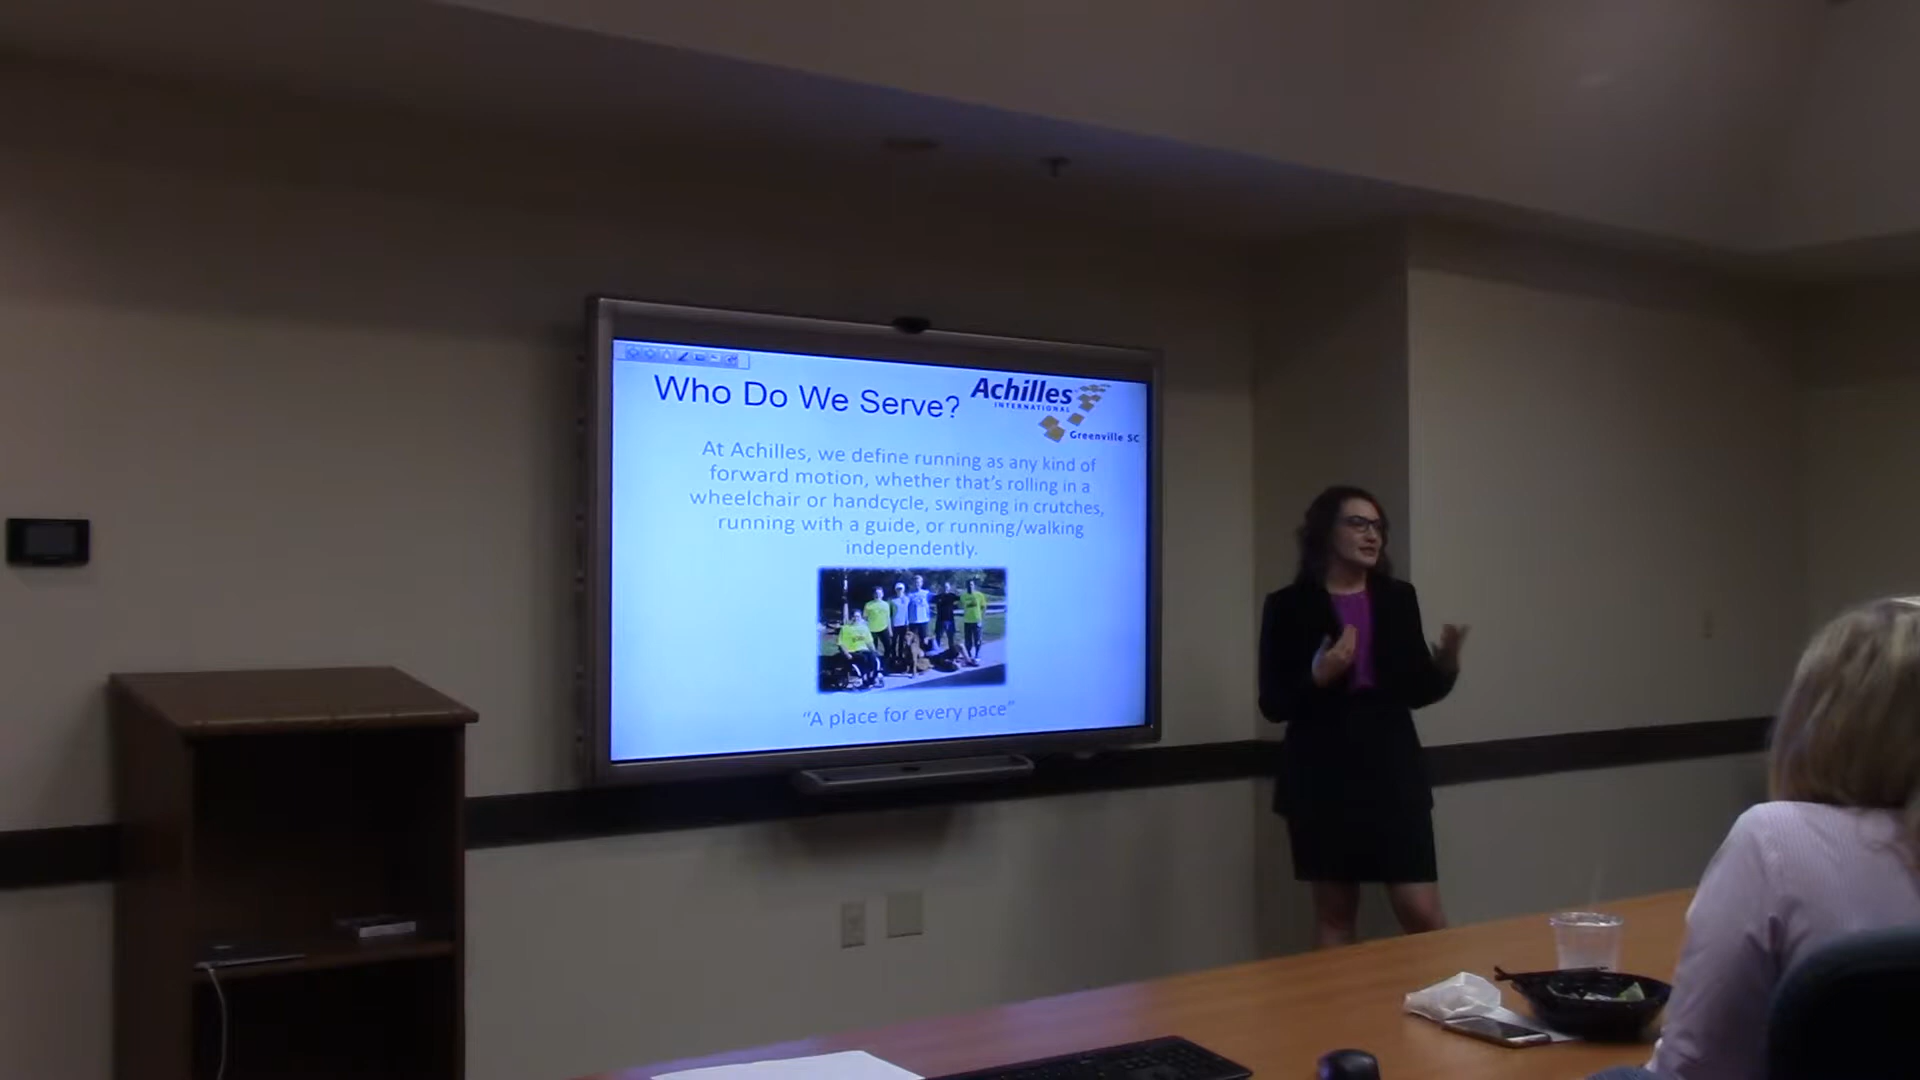 Who Do We Serve?
Achilles
INTERNATIONAL
Greenville SC
At Achilles, we define running as any kind of
forward motion, whether that's rolling in a
wheelchair or handcycle, swinging in crutches,
running with a guide, or running/walking
independently.
"A place for every pace"